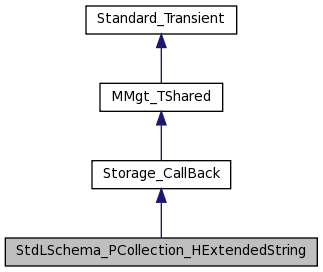 Standard_Transient
MMgt_TShared
Storage_CallBack
StdLSchema_PCollection_HExtendedString